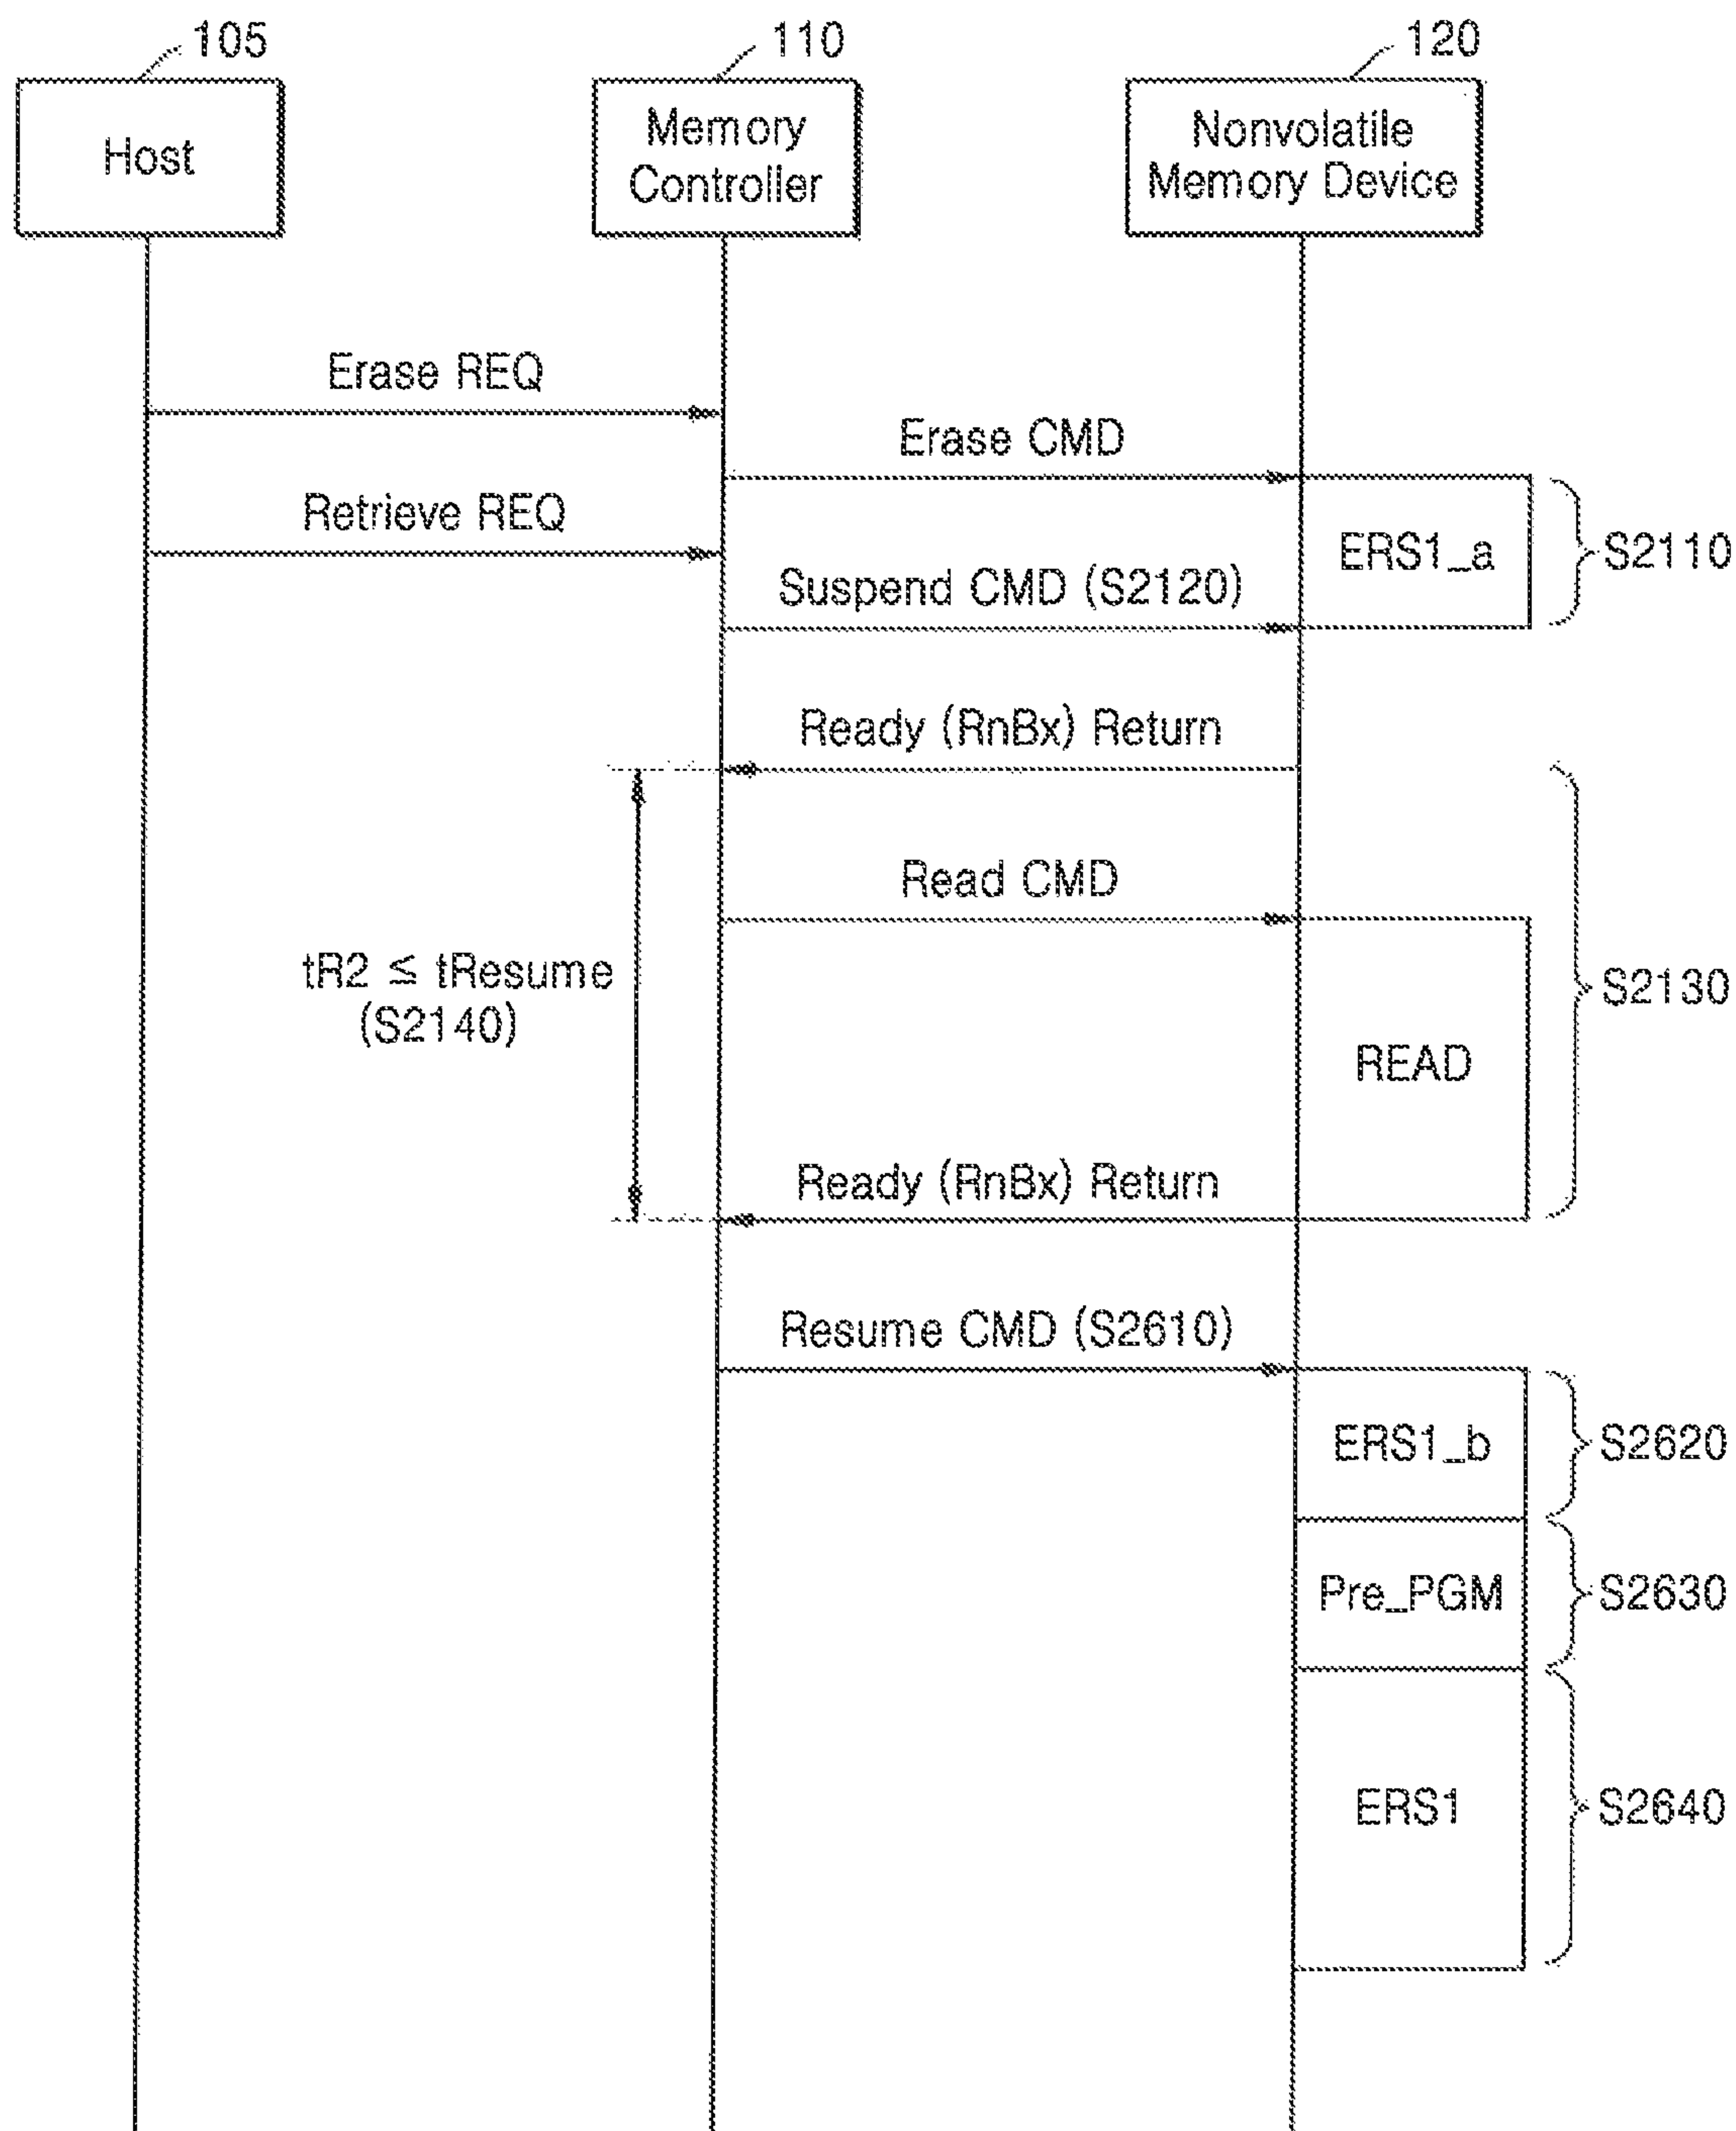 105
110
120
Host
Memory
Controller
Nonvolatile
Memory Device
Erase REQ
Erase CMD
Retrieve REQ
ERS1_a
S2110
Suspend CMD (S2120)
Ready (RnBx) Return
Read CMD
tR2 ≤ tResume
(S2140)
S2130
READ
Ready (RnBx) Return
Resume CMD (S2610)
ERS1_b
S2620
Pre_PGM
S2630
ERS1
S2640